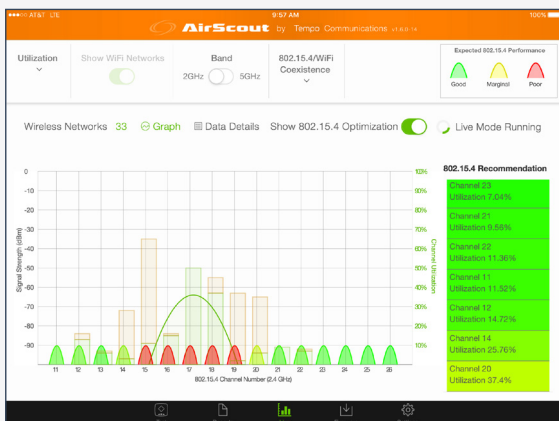 AT&T LTE
9:57 AM
100%
AirScout by Tempo Communications v1.8.0 14
Utilization
Show WiFi Networks
Band
2GHz 5GHz
802.15.4/WiFi
Coexistence
Expected 802.15.4 Performance
Good Marginal Poor
Wireless Networks 33 Graph Data Details Show 802.15.4 Optimization Live Mode Running
Signal Strength (dBm)
0
-10
-20
-30
-40
-50
-60
-70
-80
-90
100%
90%
80%
70%
60%
50%
40%
30%
20%
10%
Channel Utilization
11 12 13 14 15 16 17 18 19 20 21 22 23 24 25 26
802.15.4 Channel Number (2.4 GHz)
802.15.4 Recommendation
Channel 23
Utilization 7.04%
Channel 21
Utilization 9.56%
Channel 22
Utilization 11.36%
Channel 11
Utilization 11.52%
Channel 12
Utilization 14.72%
Channel 14
Utilization 25.76%
Channel 20
Utilization 37.4%